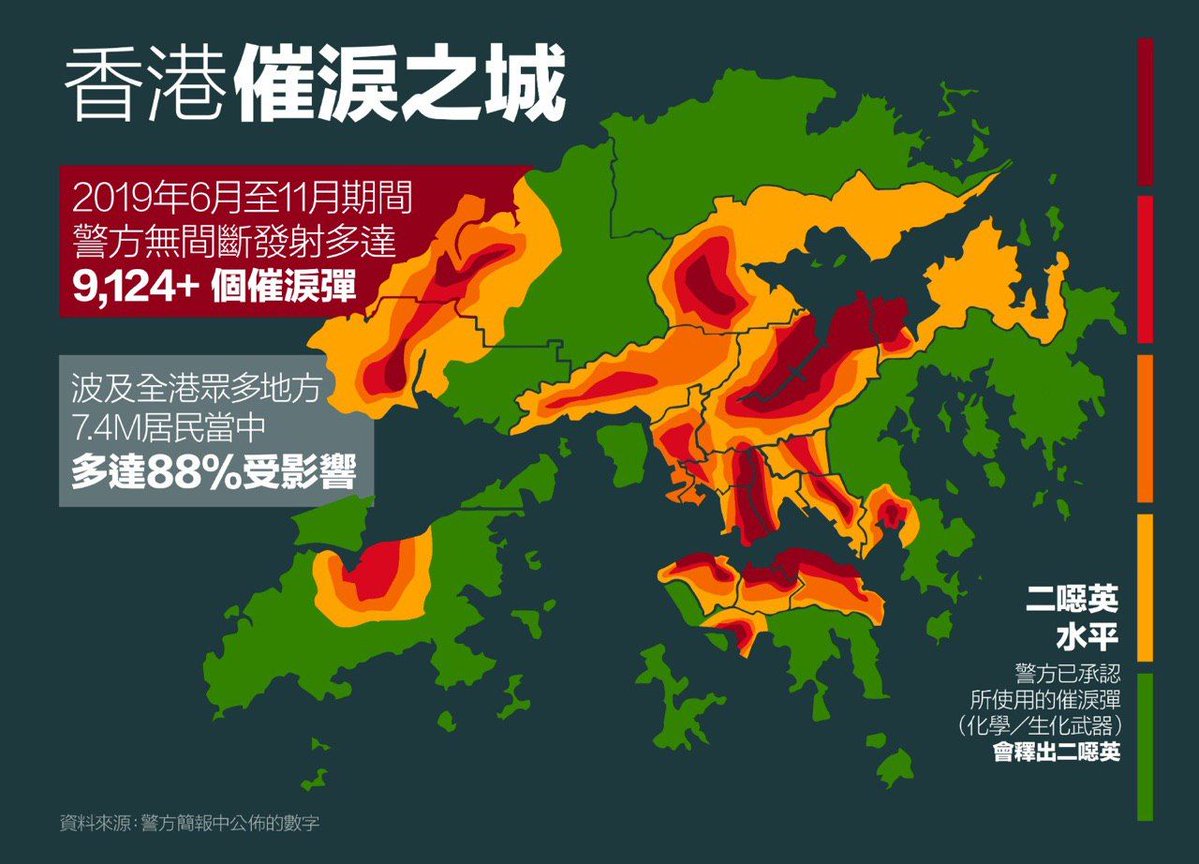 香港催淚之城
2019年6月至11月期間
警方無間斷發射多達
9,124+ 個催淚彈
波及全港眾多地方
7.4M居民當中
多達88%受影響
二噁英
水平
警方已承認
所使用的催淚彈
（化學／生化武器）
會釋出二噁英
資料來源：警方簡報中公佈的數字